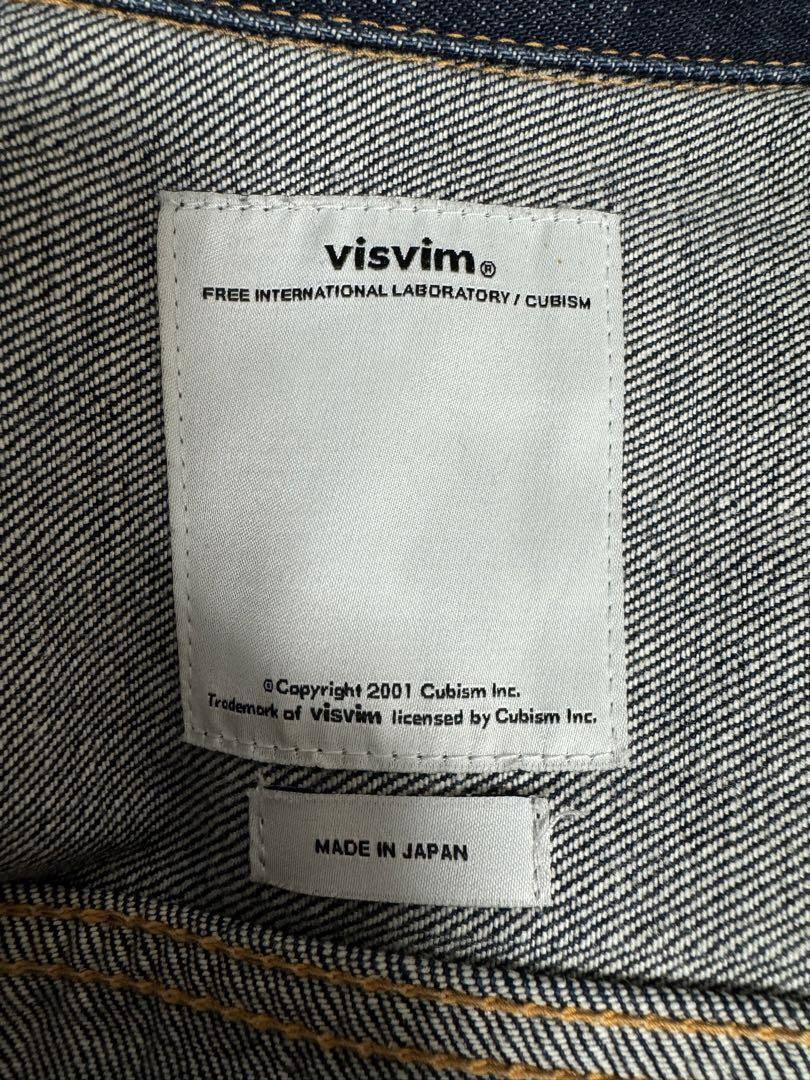 visvim®
FREE INTERNATIONAL LABORATORY / CUBISM
©Copyright 2001 Cubism Inc.
Trademark of visvim licensed by Cubism Inc.
MADE IN JAPAN